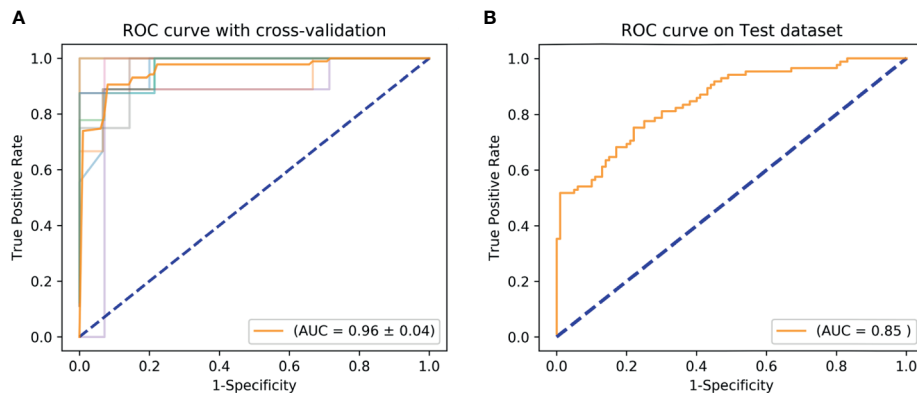 A
ROC curve with cross-validation
1.0
0.8
0.6
0.4
0.2
0.0
True Positive Rate
(AUC = 0.96 ± 0.04)
0.0 0.2 0.4 0.6 0.8 1.0
1-Specificity
B
ROC curve on Test dataset
1.0
0.8
0.6
0.4
0.2
0.0
True Positive Rate
(AUC = 0.85 )
0.0 0.2 0.4 0.6 0.8 1.0
1-Specificity